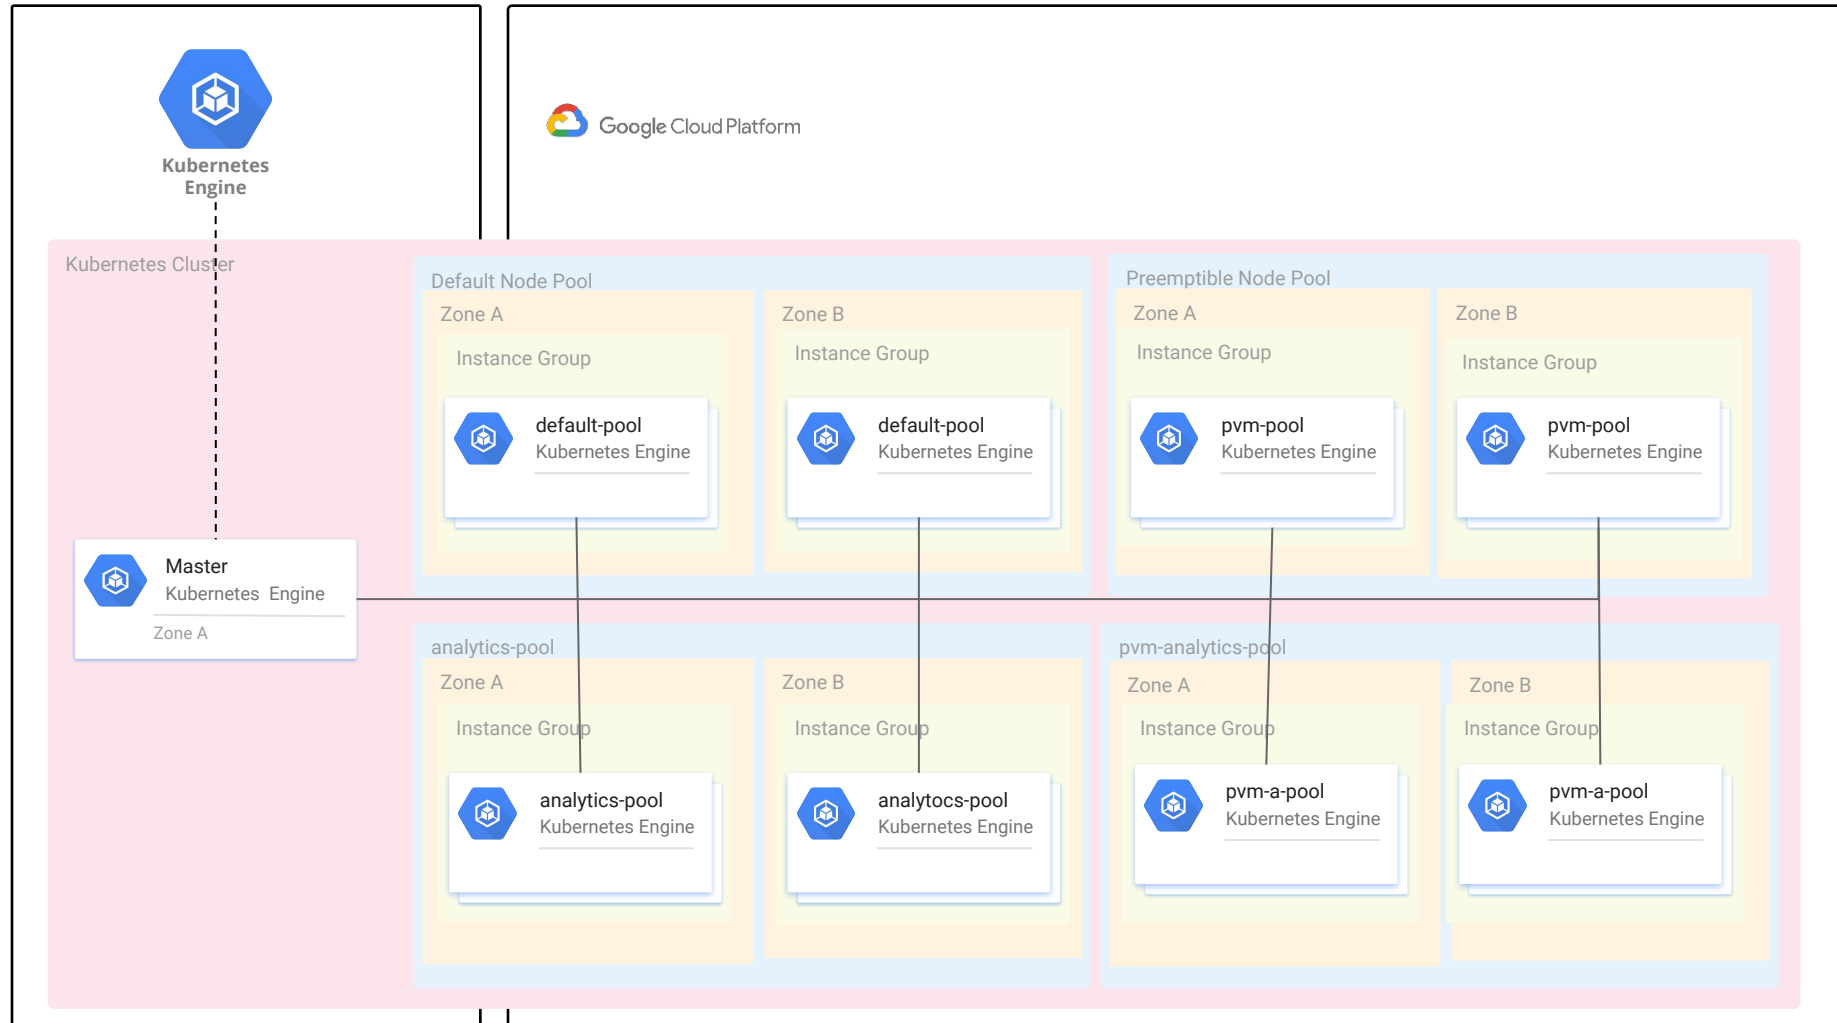 Kubernetes
Engine
Google Cloud Platform
Kubernetes Cluster
Default Node Pool
Zone A
Instance Group
default-pool
Kubernetes Engine
Zone B
Instance Group
default-pool
Kubernetes Engine
Preemptible Node Pool
Zone A
Instance Group
pvm-pool
Kubernetes Engine
Zone B
Instance Group
pvm-pool
Kubernetes Engine
Master
Kubernetes Engine
Zone A
analytics-pool
Zone A
Instance Group
analytics-pool
Kubernetes Engine
Zone B
Instance Group
analytocs-pool
Kubernetes Engine
pvm-analytics-pool
Zone A
Instance Group
pvm-a-pool
Kubernetes Engine
Zone B
Instance Group
pvm-a-pool
Kubernetes Engine